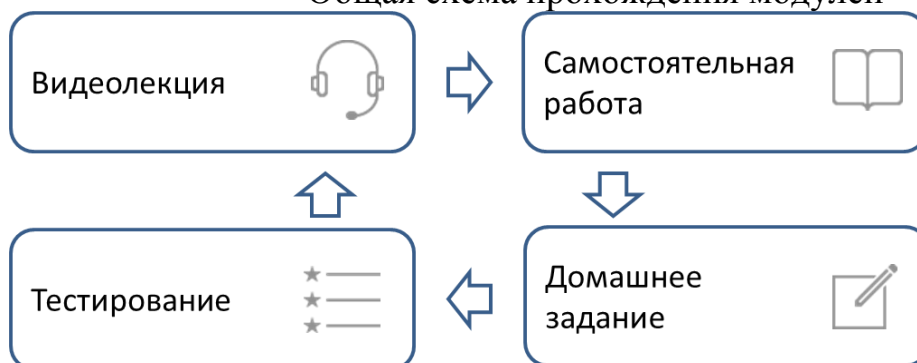 Общая схема прохождения модулей
Видеолекция
Самостоятельная
работа
Тестирование
Домашнее
задание